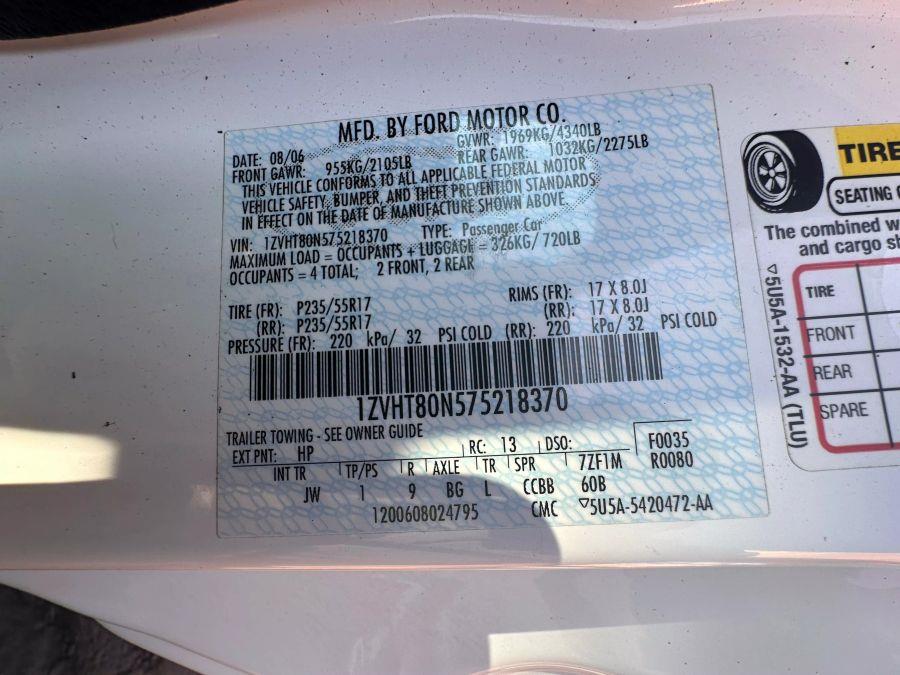 MFD. BY FORD MOTOR CO.
DATE: 08/06 GVWR: 1969KG/4340LB
FRONT GAWR: 955KG/2105LB REAR GAWR: 1032KG/2275LB
THIS VEHICLE CONFORMS TO ALL APPLICABLE FEDERAL MOTOR
VEHICLE SAFETY, BUMPER, AND THEFT PREVENTION STANDARDS
IN EFFECT ON THE DATE OF MANUFACTURE SHOWN ABOVE.
VIN: 1ZVHT80N575218370 TYPE: Passenger Car
MAXIMUM LOAD = OCCUPANTS + LUGGAGE = 326KG/ 720LB
OCCUPANTS = 4 TOTAL; 2 FRONT, 2 REAR
TIRE (FR): P235/55R17 RIMS (FR): 17 X 8.0J
(RR): P235/55R17 (RR): 17 X 8.0J
PRESSURE (FR): 220 kPa/ 32 PSI COLD (RR): 220 kPa/ 32 PSI COLD
1ZVHT80N575218370
TRAILER TOWING - SEE OWNER GUIDE
EXT PNT: HP RC: 13 DSO: F0035
INT TR TP/PS R AXLE TR SPR 7ZF1M R0080
JW 1 9 BG L CCBB 60B
1200608024795 CMC ▽5U5A-5420472-AA
TIRE
SEATING
The combined w
and cargo sh
▽5U5A-1532-AA (TLU)
TIRE
FRONT
REAR
SPARE